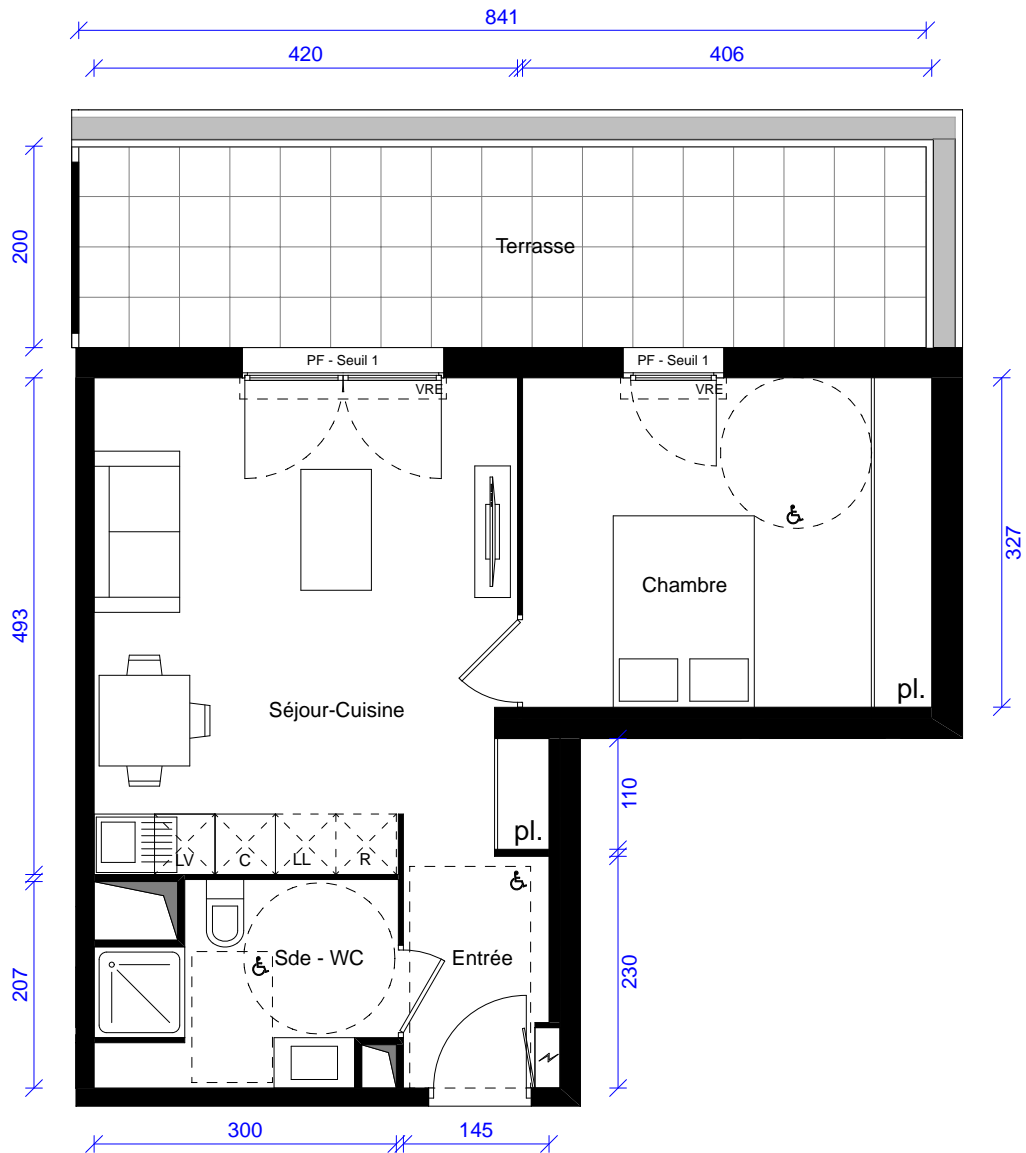 841
420
406
200
Terrasse
PF - Seuil 1
PF - Seuil 1
VRE
VRE
327
493
Chambre
pl.
Séjour-Cuisine
110
pl.
LV
C
LL
R
207
Sde - WC
Entrée
230
300
145